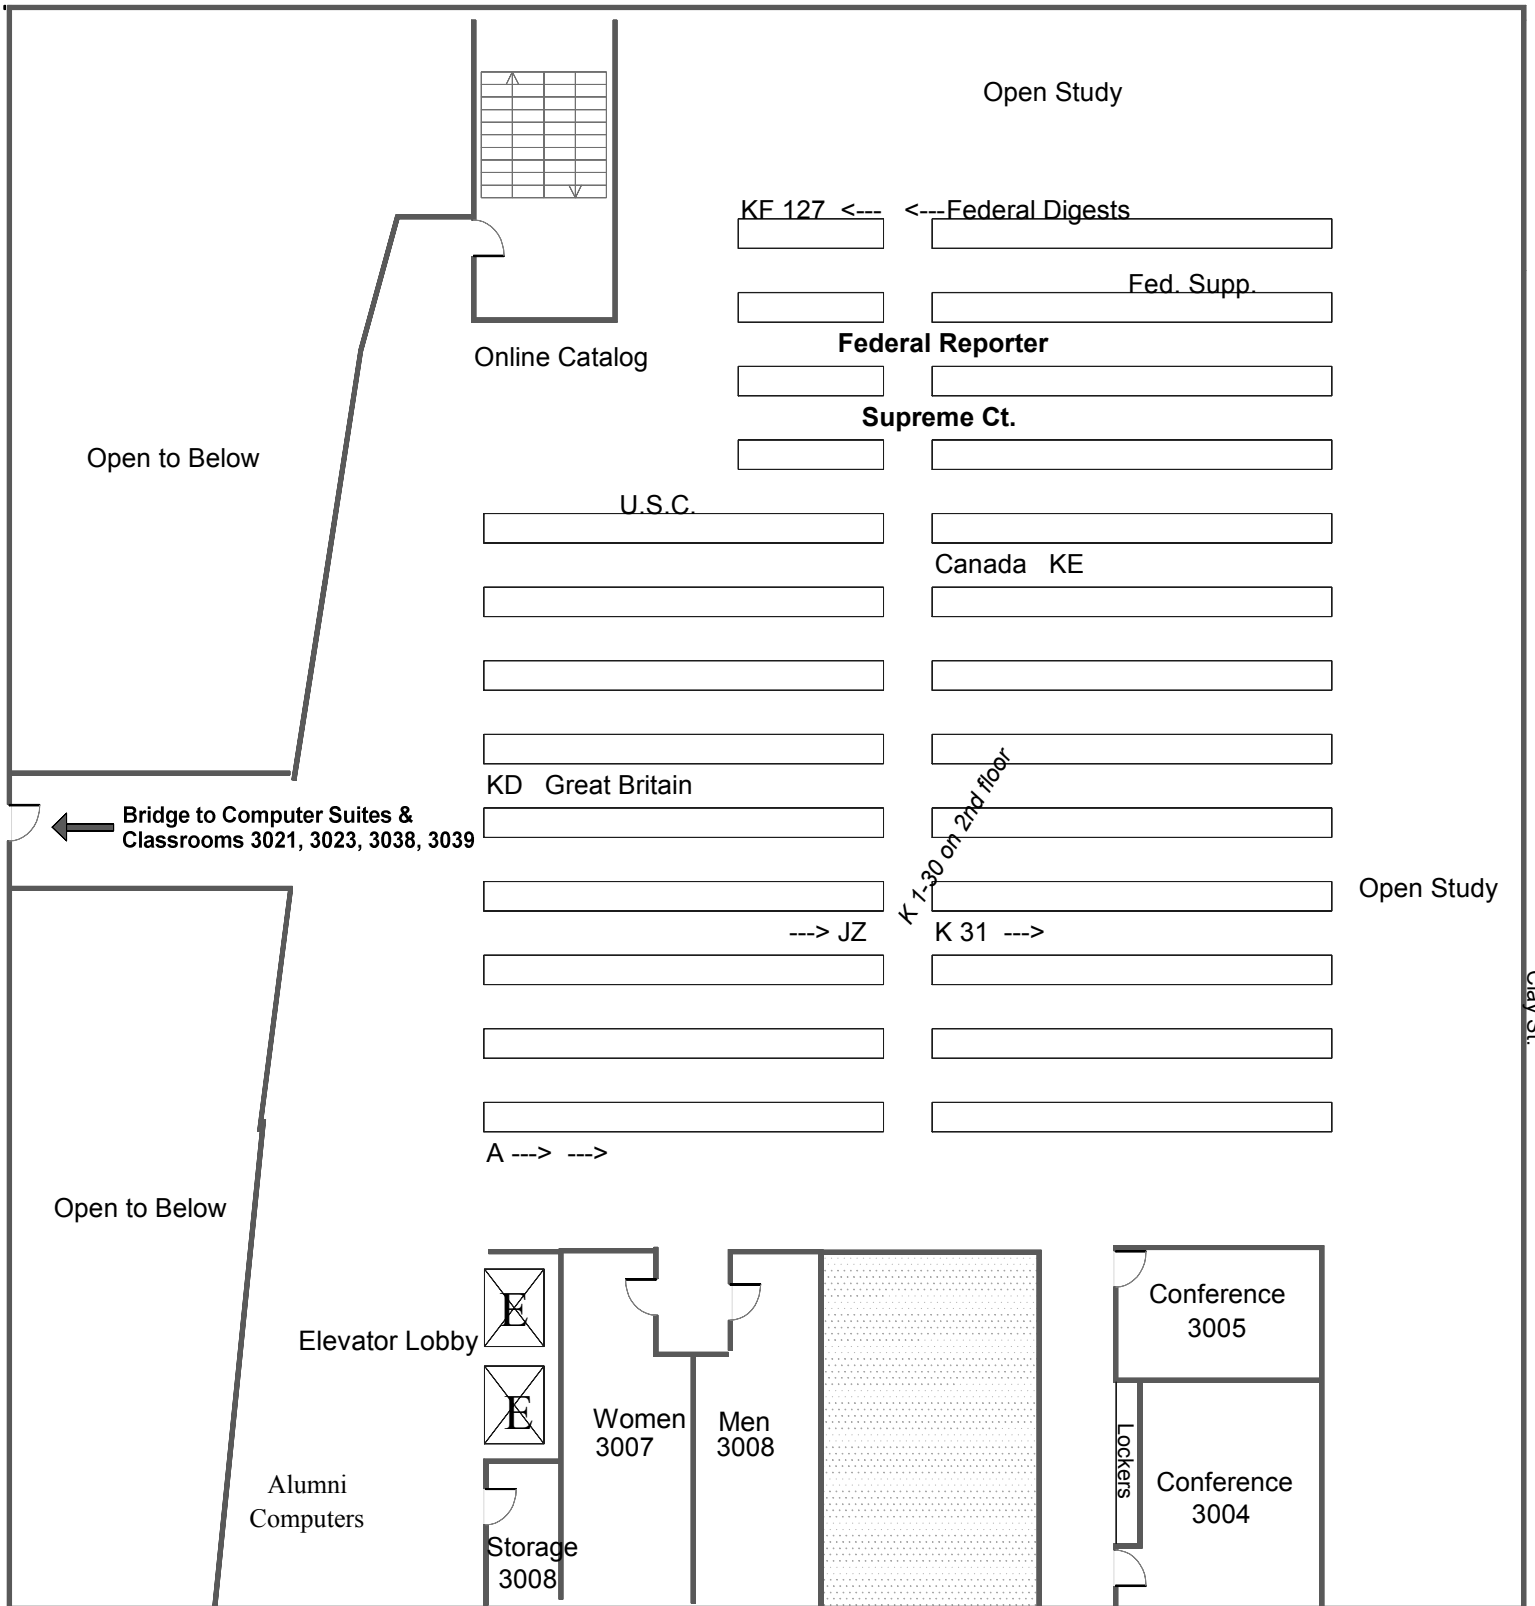 Open Study
KF 127 <--- <---Federal Digests
Fed. Supp.
Federal Reporter
Online Catalog
Supreme Ct.
Open to Below
U.S.C.
Canada KE
KD Great Britain
K 1-30 on 2nd floor
Bridge to Computer Suites &
Classrooms 3021, 3023, 3038, 3039
Open Study
---> JZ
K 31 --->
Clay St.
A ---> --->
Open to Below
Conference
3005
E
Elevator Lobby
E
Women
3007
Men
3008
Lockers
Conference
3004
Alumni
Computers
Storage
3008